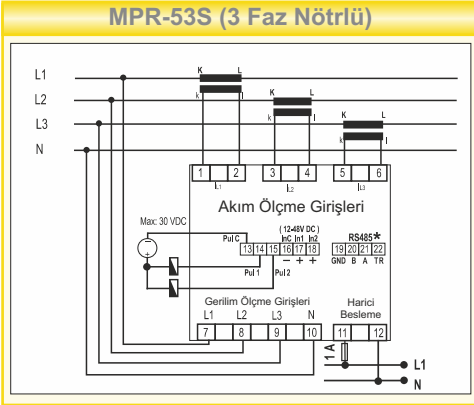 MPR-53S (3 Faz Nötrlü)
L1
L2
L3
N
K L
k l
K L
k l
K L
k l
1 2 3 4 5 6
L1 L2 L3
Akım Ölçme Girişleri
Max: 30 VDC
( 12-48V DC )
Pul C InC In1 In2 RS485*
13 14 15 16 17 18 19 20 21 22
− + + GND B A TR
Pul 1 Pul 2
Gerilim Ölçme Girişleri
Harici
Besleme
L1 L2 L3 N
7 8 9 10 11 12
1 A
L1
N